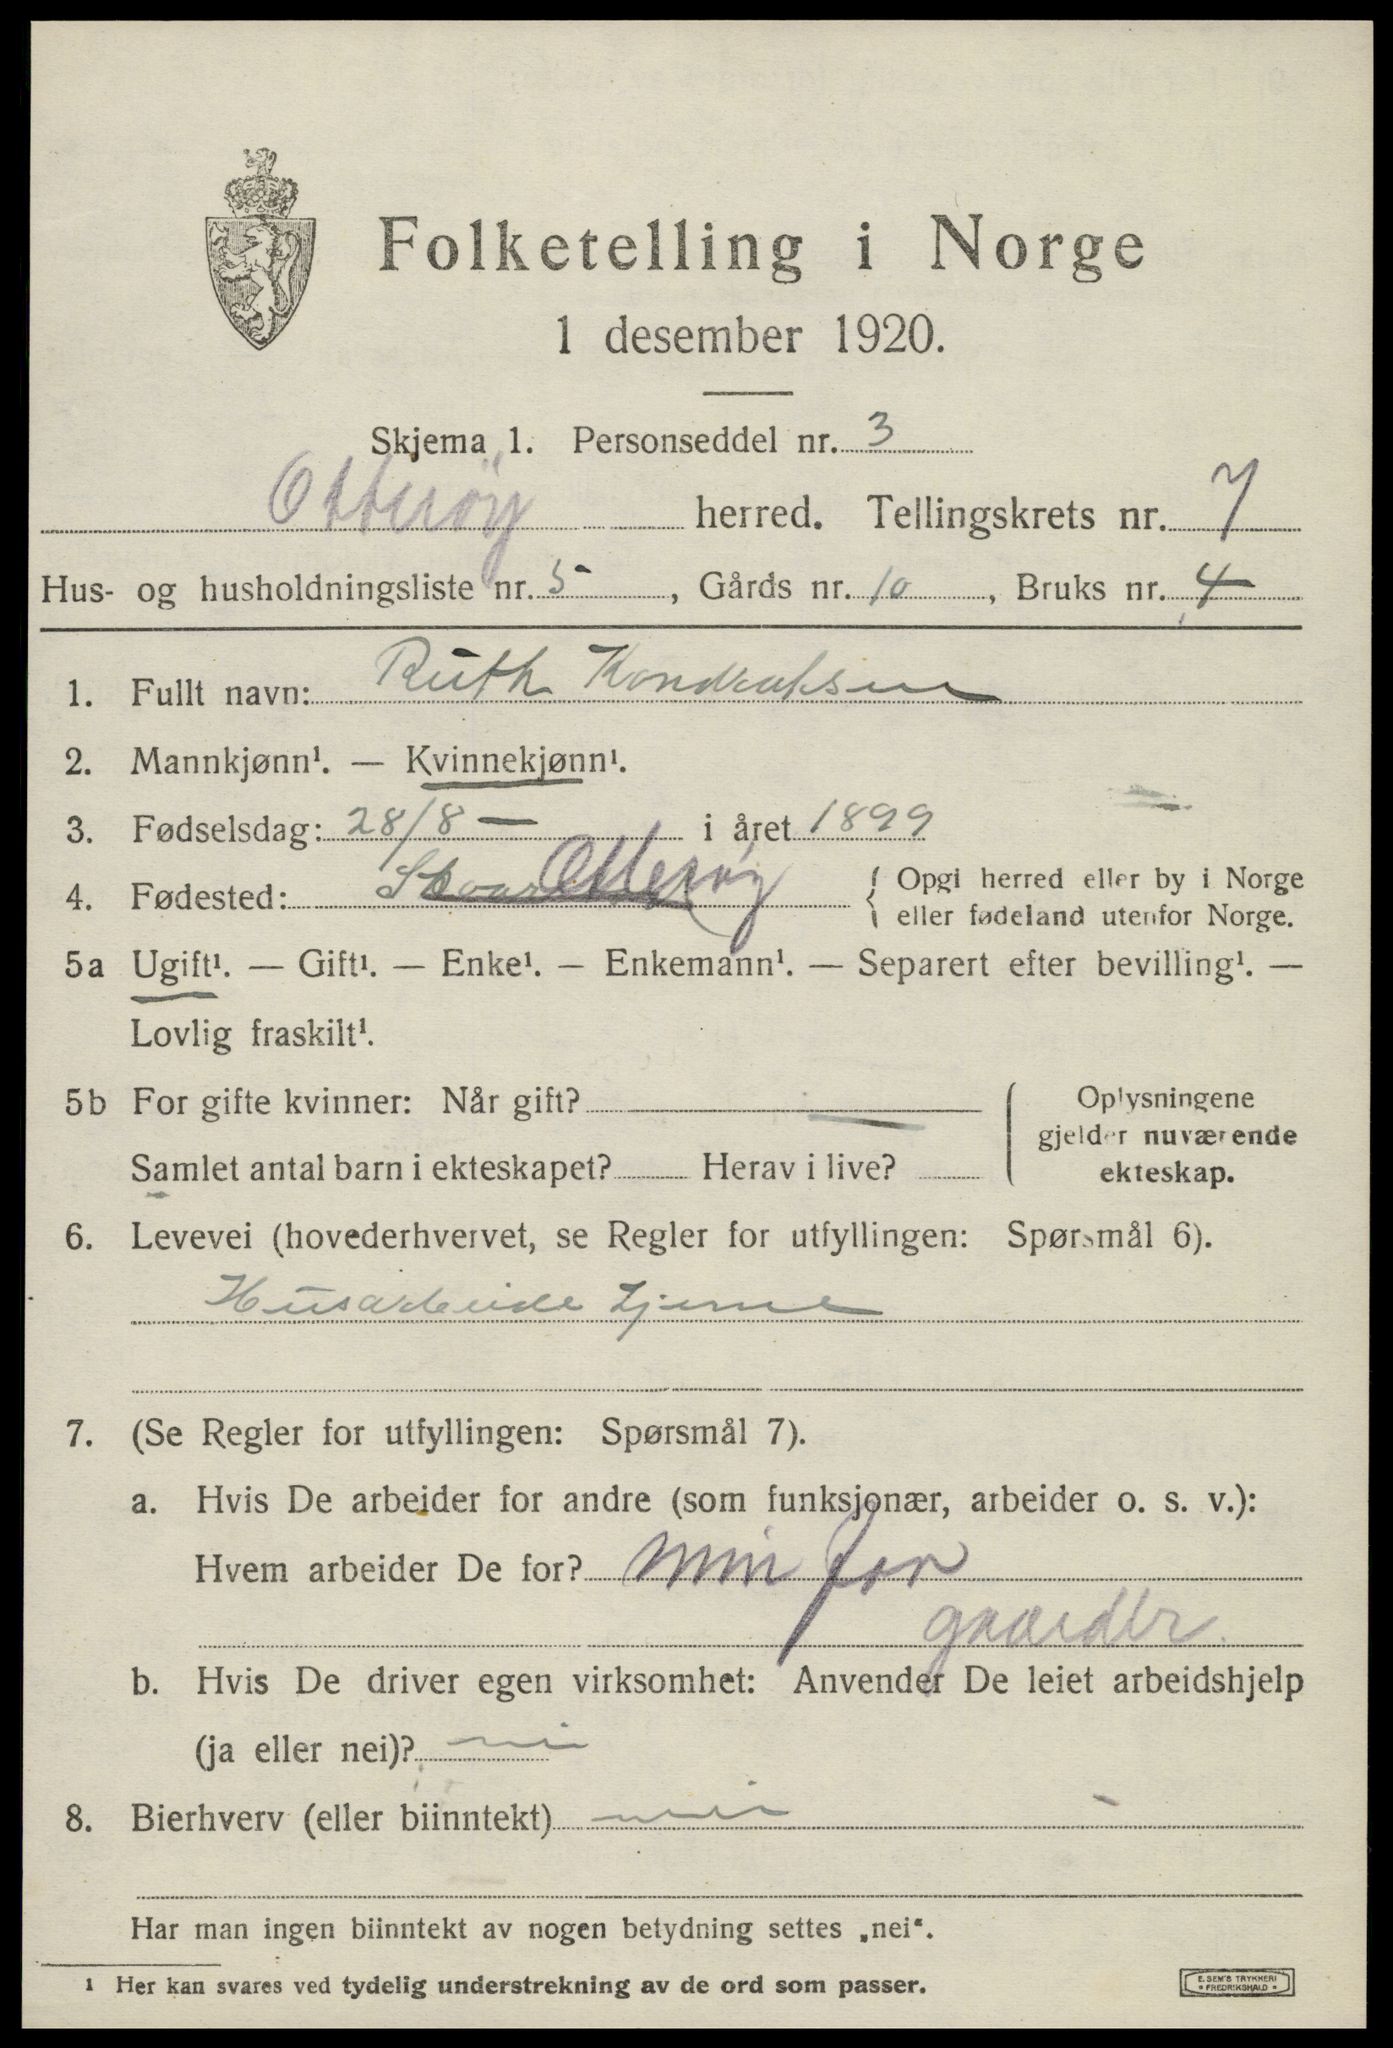 Folketelling i Norge
1 desember 1920.
Skjema 1. Personseddel nr. 3
Otterøy herred. Tellingskrets nr. 7
Hus- og husholdningsliste nr. 5, Gårds nr. 10, Bruks nr. 4
1. Fullt navn: Ruth Kondradsen
2. Mannkjønn¹. — Kvinnekjønn¹.
3. Fødselsdag: 28/8 — i året 1899
4. Fødested: Otterøy { Opgi herred eller by i Norge
eller fødeland utenfor Norge.
5a Ugift¹. — Gift¹. — Enke¹. — Enkemann¹. — Separert efter bevilling¹. —
Lovlig fraskilt¹.
5b For gifte kvinner: Når gift? —
Samlet antal barn i ekteskapet? Herav i live?
Oplysningene
gjelder nuværende
ekteskap.
6. Levevei (hovederhvervet, se Regler for utfyllingen: Spørsmål 6).
Husarbeide hjeme
7. (Se Regler for utfyllingen: Spørsmål 7).
a. Hvis De arbeider for andre (som funksjonær, arbeider o. s. v.):
Hvem arbeider De for? min far
b. Hvis De driver egen virksomhet: Anvender De leiet arbeidshjelp
(ja eller nei)? nei
8. Bierhverv (eller biinntekt) nei
Har man ingen biinntekt av nogen betydning settes „nei“.
¹ Her kan svares ved tydelig understrekning av de ord som passer.
E. SEM'S TRYKKERI
* FREDRIKSHALD *